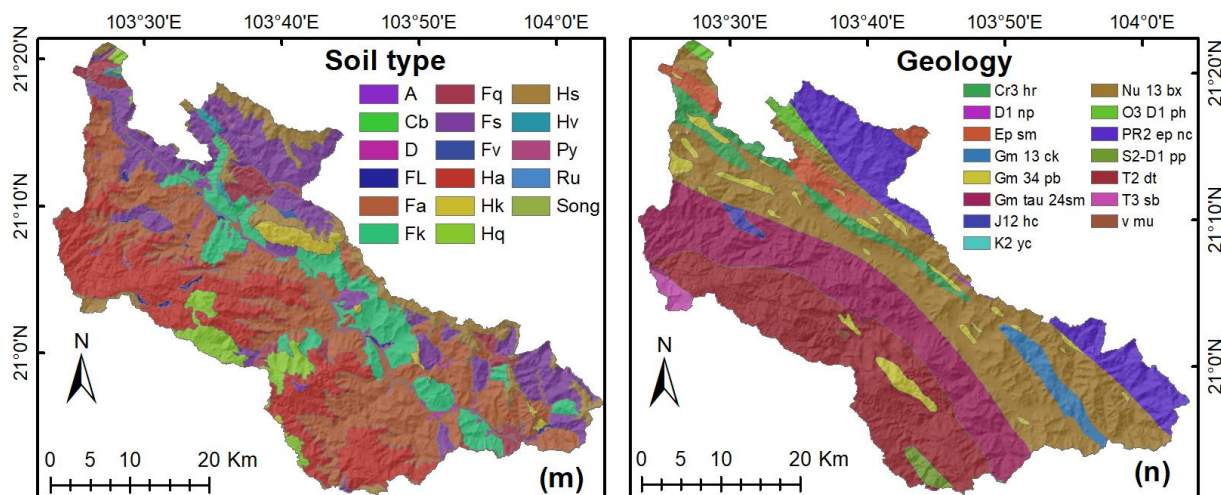 103°30'E 103°40'E 103°50'E 104°0'E
Soil type
A Fq Hs
Cb Fs Hv
D Fv Py
FL Ha Ru
Fa Hk Song
Fk Hq
21°20'N
21°10'N
21°0'N
N
0 5 10 20 Km
(m)
103°30'E 103°40'E 103°50'E 104°0'E
Geology
Cr3 hr Nu 13 bx
D1 np O3 D1 ph
Ep sm PR2 ep nc
Gm 13 ck S2-D1 pp
Gm 34 pb T2 dt
Gm tau 24sm T3 sb
J12 hc v mu
K2 yc
21°20'N
21°10'N
21°0'N
N
0 5 10 20 Km
(n)